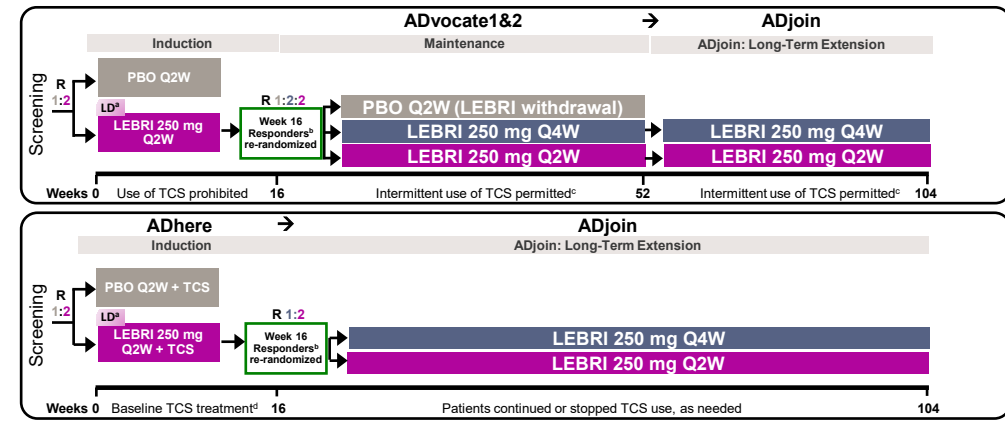 ADvocate1&2 → ADjoin
Induction Maintenance ADjoin: Long-Term Extension
Screening
R
1:2
PBO Q2W
LDᵃ
LEBRI 250 mg
Q2W
R 1:2:2
Week 16
Respondersᵇ
re-randomized
PBO Q2W (LEBRI withdrawal)
LEBRI 250 mg Q4W LEBRI 250 mg Q4W
LEBRI 250 mg Q2W LEBRI 250 mg Q2W
Weeks 0 Use of TCS prohibited 16 Intermittent use of TCS permittedᶜ 52 Intermittent use of TCS permittedᶜ 104
ADhere → ADjoin
Induction ADjoin: Long-Term Extension
Screening
R
1:2
PBO Q2W + TCS
LDᵃ
LEBRI 250 mg
Q2W + TCS
R 1:2
Week 16
Respondersᵇ
re-randomized
LEBRI 250 mg Q4W
LEBRI 250 mg Q2W
Weeks 0 Baseline TCS treatmentᵈ 16 Patients continued or stopped TCS use, as needed 104